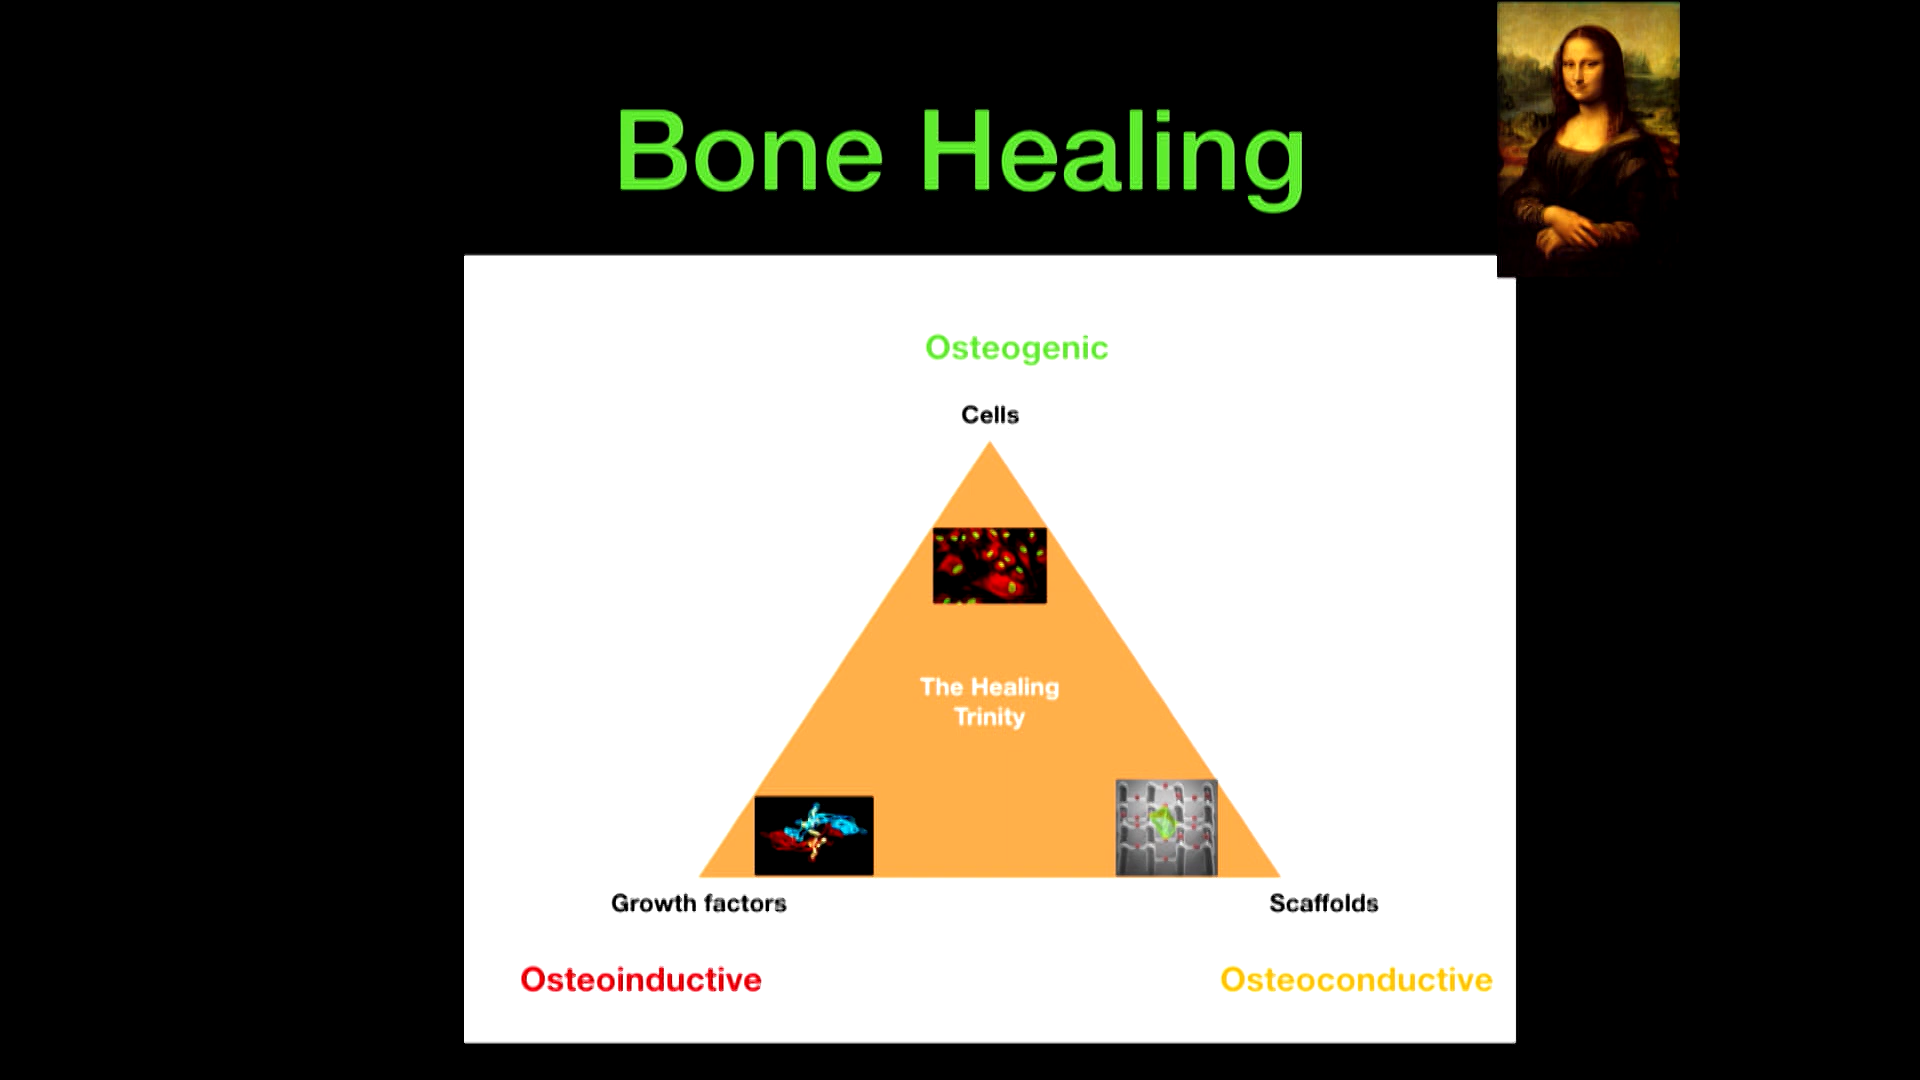 Bone Healing
Osteogenic
Cells
The Healing
Trinity
Growth factors
Scaffolds
Osteoinductive
Osteoconductive